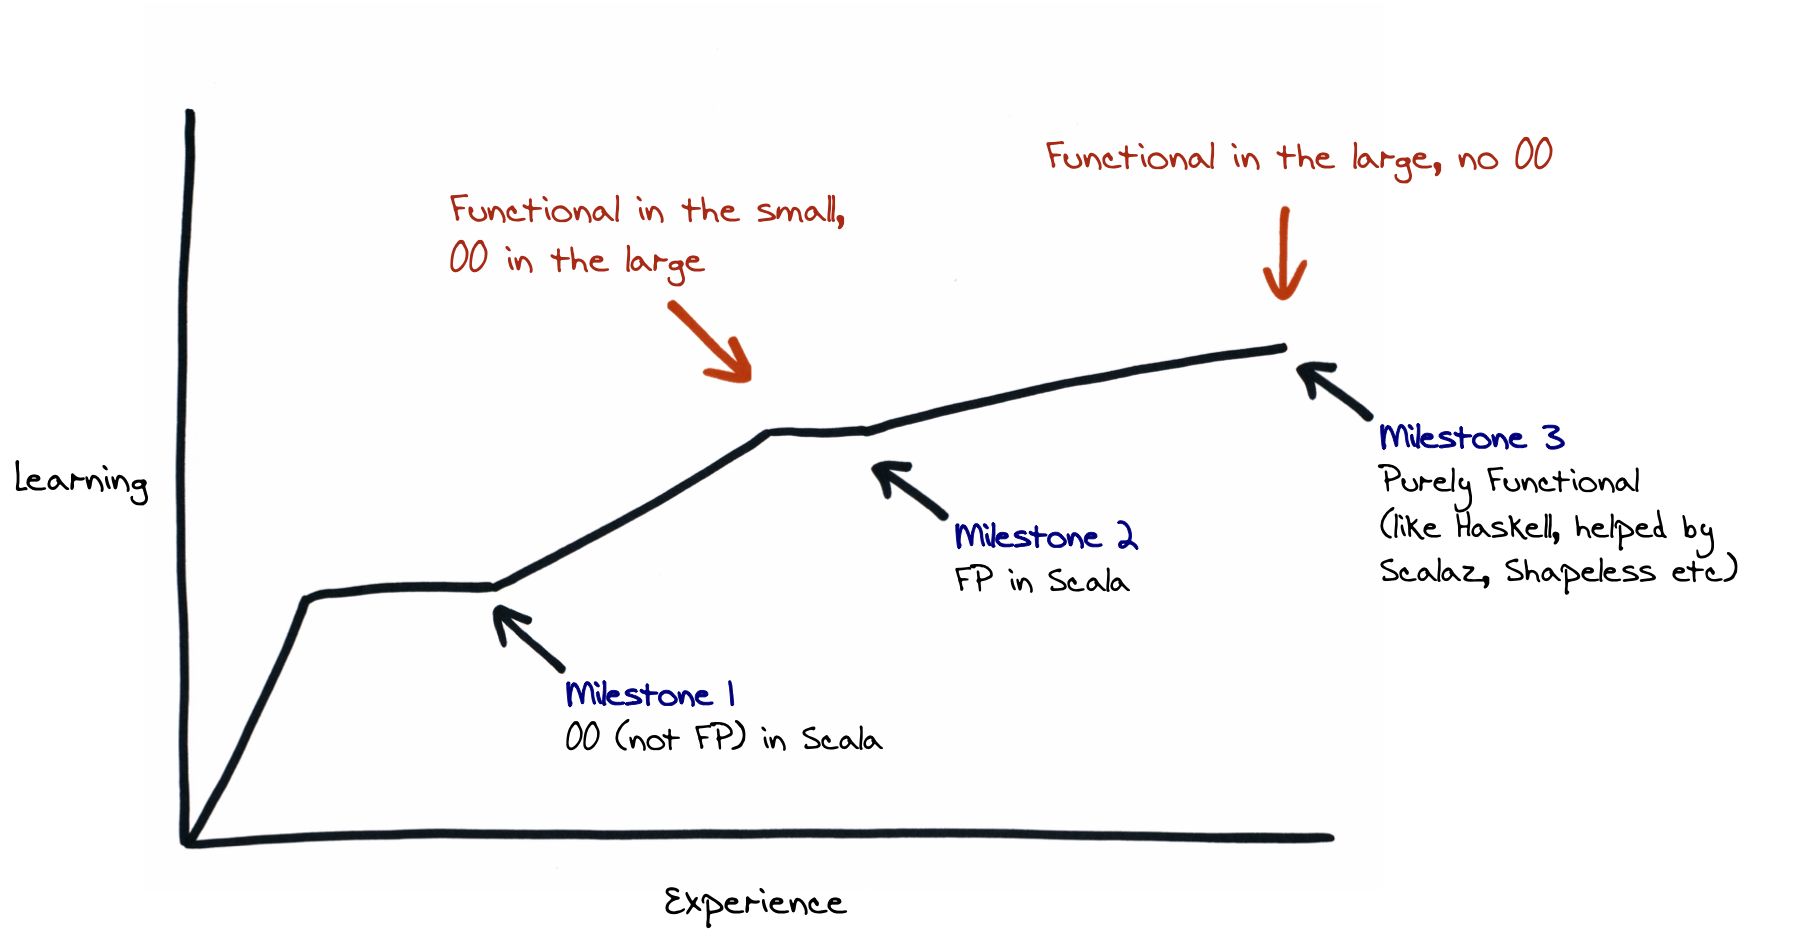 Functional in the large, no OO
Functional in the small,
OO in the large
Learning
Milestone 3
Purely Functional
(like Haskell, helped by
Scalaz, Shapeless etc)
Milestone 2
FP in Scala
Milestone 1
OO (not FP) in Scala
Experience